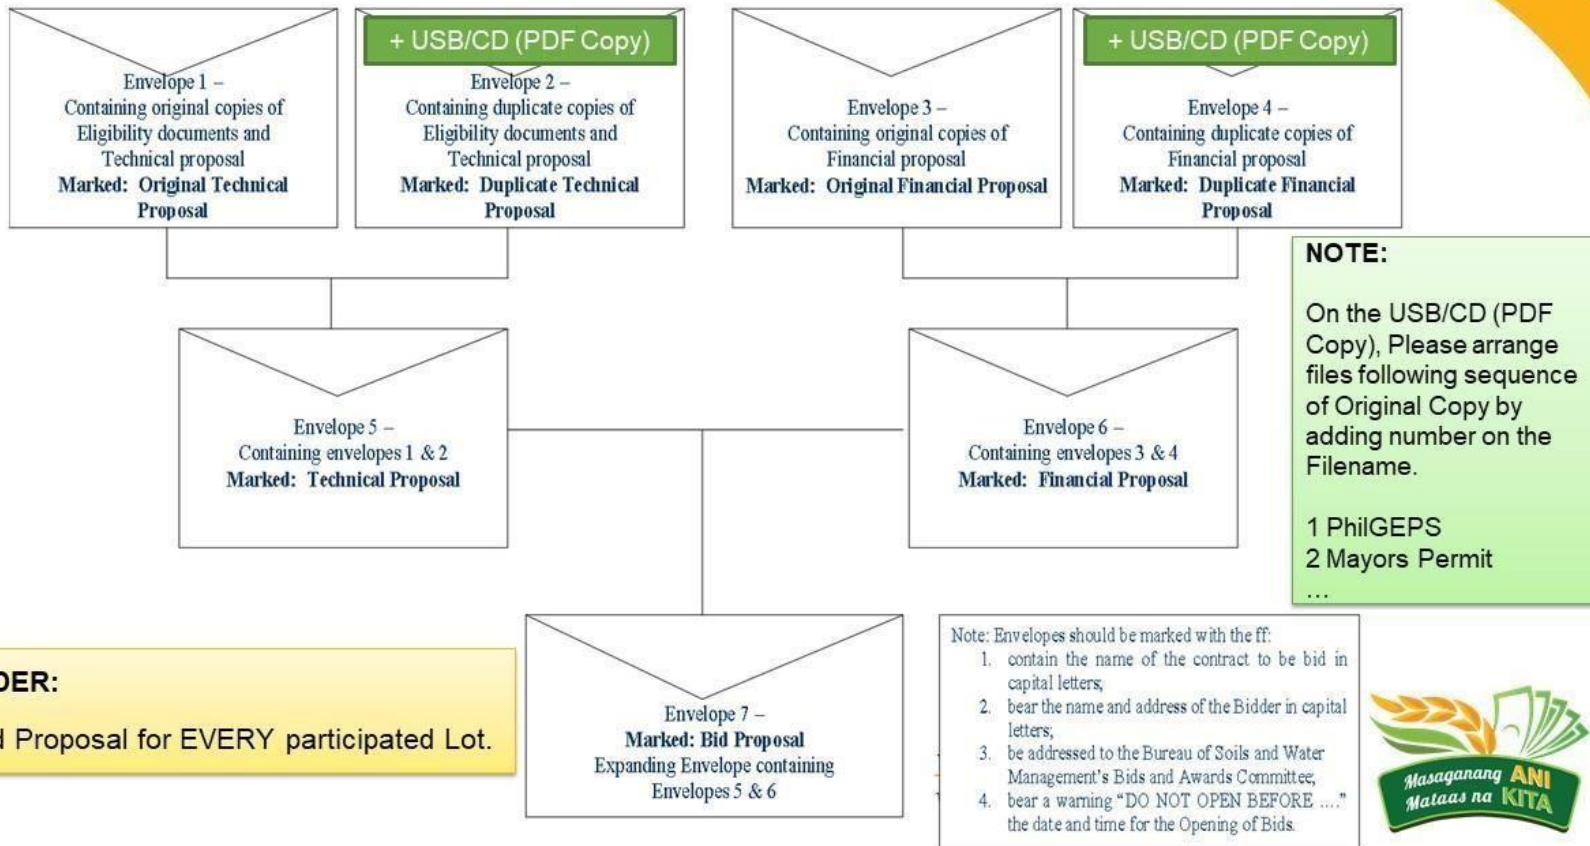 + USB/CD (PDF Copy)
+ USB/CD (PDF Copy)
Envelope 1 –
Containing original copies of
Eligibility documents and
Technical proposal
Marked: Original Technical
Proposal
Envelope 2 –
Containing duplicate copies of
Eligibility documents and
Technical proposal
Marked: Duplicate Technical
Proposal
Envelope 3 –
Containing original copies of
Financial proposal
Marked: Original Financial Proposal
Envelope 4 –
Containing duplicate copies of
Financial proposal
Marked: Duplicate Financial
Proposal
NOTE:
On the USB/CD (PDF
Copy), Please arrange
files following sequence
of Original Copy by
adding number on the
Filename.
1 PhilGEPS
2 Mayors Permit
...
Envelope 5 –
Containing envelopes 1 & 2
Marked: Technical Proposal
Envelope 6 –
Containing envelopes 3 & 4
Marked: Financial Proposal
DER:
Proposal for EVERY participated Lot.
Envelope 7 –
Marked: Bid Proposal
Expanding Envelope containing
Envelopes 5 & 6
Note: Envelopes should be marked with the ff:
1. contain the name of the contract to be bid in
capital letters;
2. bear the name and address of the Bidder in capital
letters;
3. be addressed to the Bureau of Soils and Water
Management's Bids and Awards Committee;
4. bear a warning “DO NOT OPEN BEFORE ....”
the date and time for the Opening of Bids.
Masaganang ANI
Mataas na KITA